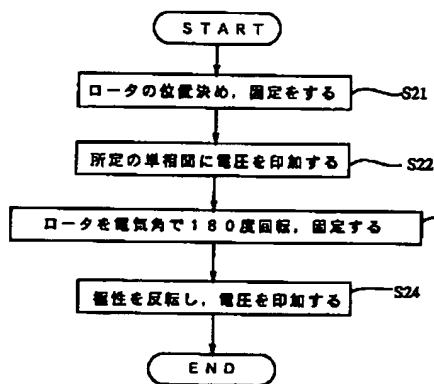 START
ロータの位置決め,固定をする
S21
所定の単相間に電圧を印加する
S22
ロータを電気角で180度回転,固定する
極性を反転し,電圧を印加する
S24
END